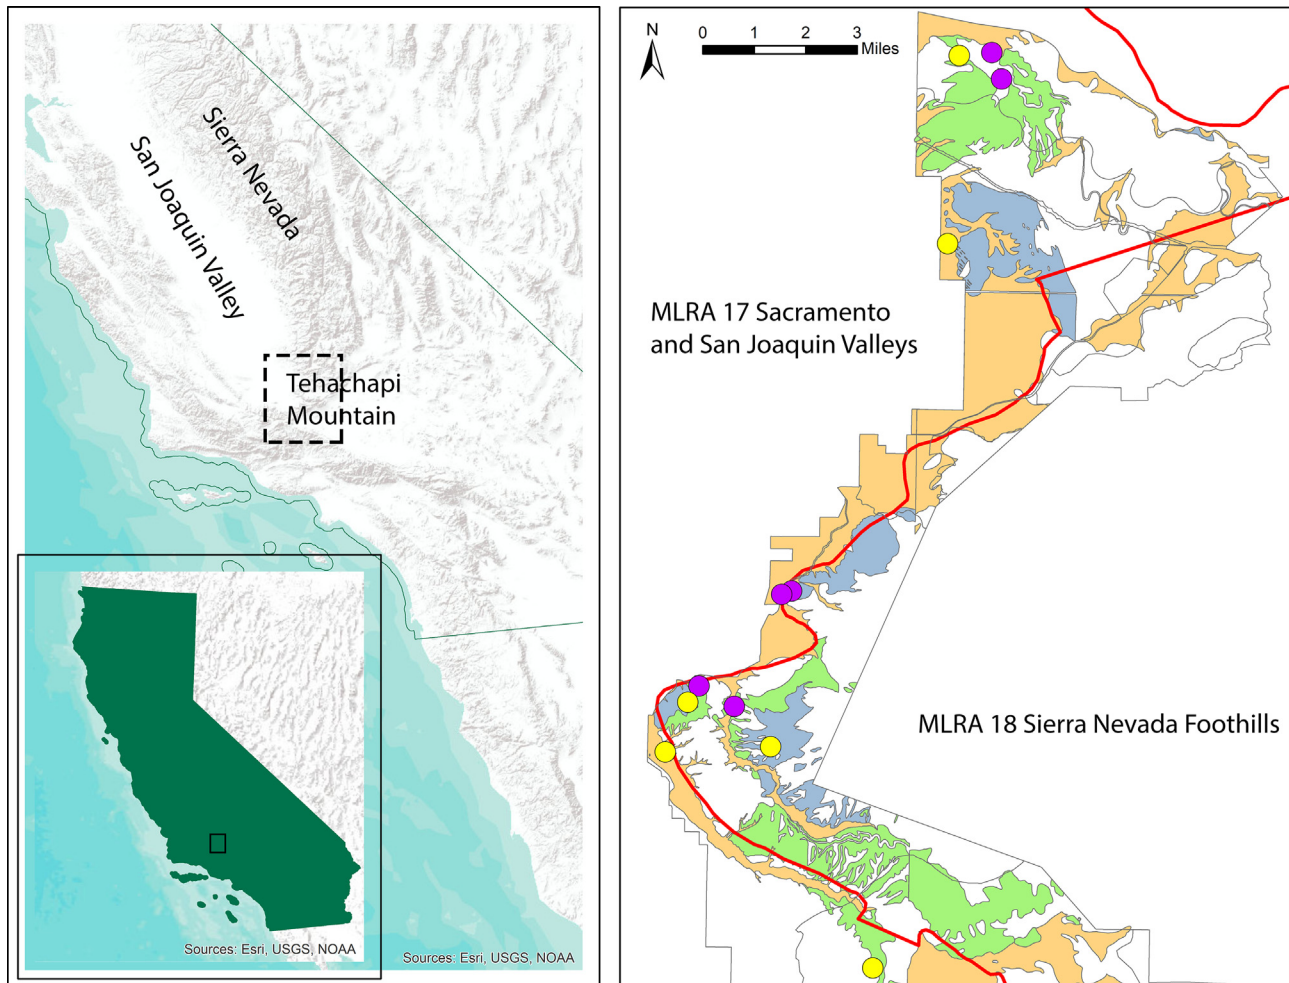 Sierra Nevada
San Joaquin Valley
Tehachapi
Mountain
Sources: Esri, USGS, NOAA
Sources: Esri, USGS, NOAA
N
0 1 2 3
Miles
MLRA 17 Sacramento
and San Joaquin Valleys
MLRA 18 Sierra Nevada Foothills